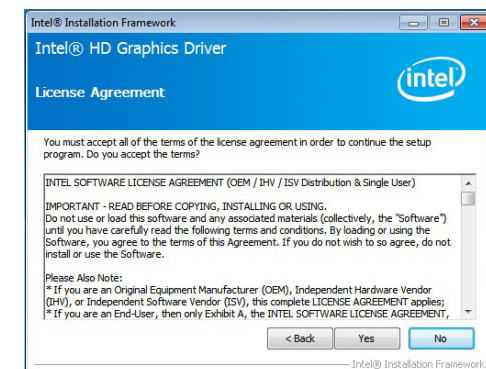 Intel® Installation Framework
Intel® HD Graphics Driver
License Agreement
intel®
You must accept all of the terms of the license agreement in order to continue the setup
program. Do you accept the terms?
INTEL SOFTWARE LICENSE AGREEMENT (OEM / IHV / ISV Distribution & Single User)
IMPORTANT - READ BEFORE COPYING, INSTALLING OR USING.
Do not use or load this software and any associated materials (collectively, the "Software")
until you have carefully read the following terms and conditions. By loading or using the
Software, you agree to the terms of this Agreement. If you do not wish to so agree, do not
install or use the Software.
Please Also Note:
* If you are an Original Equipment Manufacturer (OEM), Independent Hardware Vendor
(IHV), or Independent Software Vendor (ISV), this complete LICENSE AGREEMENT applies;
* If you are an End-User, then only Exhibit A, the INTEL SOFTWARE LICENSE AGREEMENT,
< Back Yes No
Intel® Installation Framework